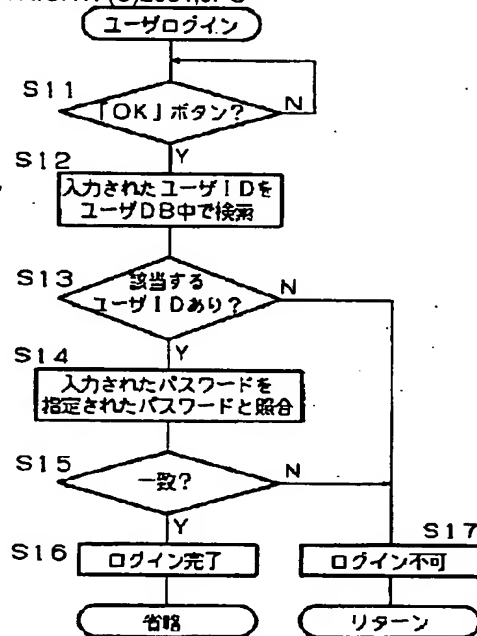 ユーザログイン
S11
「OK」ボタン?
N
Y
S12
入力されたユーザIDを
ユーザDB中で検索
S13
該当する
ユーザIDあり?
N
Y
S14
入力されたパスワードを
指定されたパスワードと照合
S15
一致?
N
Y
S16
ログイン完了
S17
ログイン不可
省略
リターン